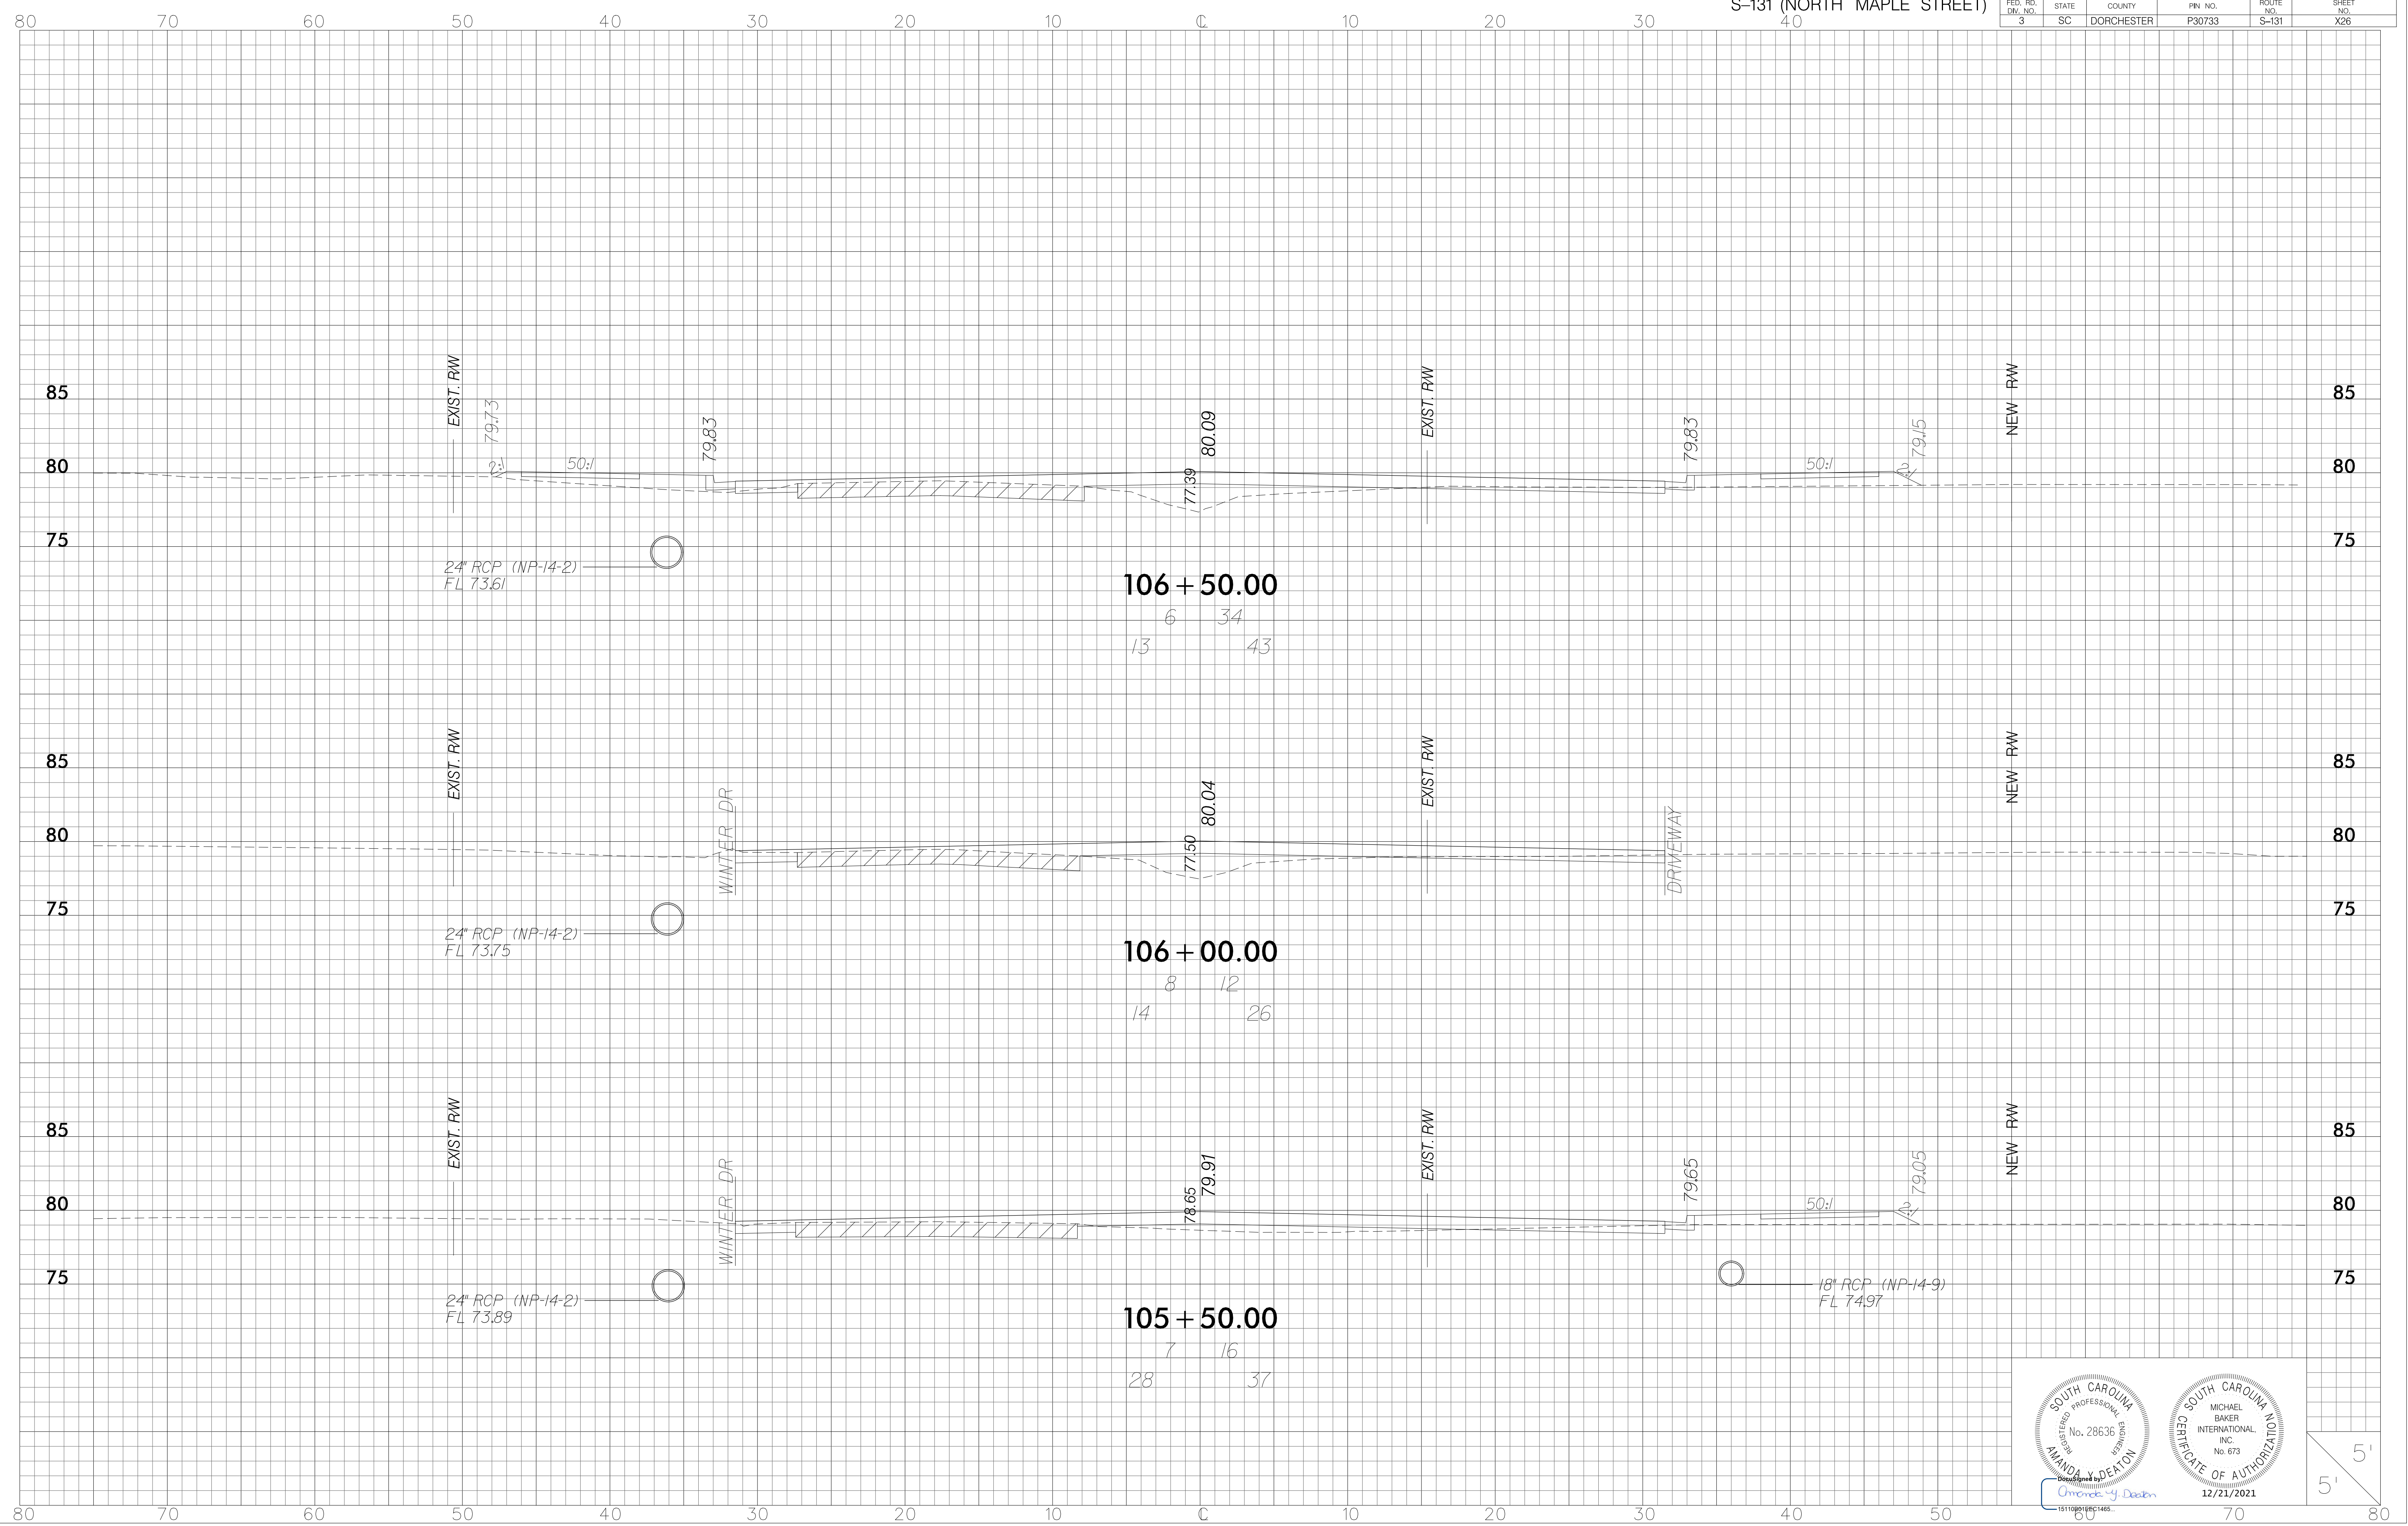 S-131 (NORTH MAPLE STREET)
FED. RD. DIV. NO. STATE COUNTY PIN NO. ROUTE NO. SHEET NO.
3 SC DORCHESTER P30733 S-131 X26
80 70 60 50 40 30 20 10 ℄ 10 20 30 40
EXIST. R/W
79.73
79.83
80.09
77.39
EXIST. R/W
79.83
79.15
NEW R/W
85 85
80 2:1 50:1 50:1 2:1 80
75 75
24" RCP (NP-14-2)
FL 73.61
106+50.00
6 34
13 43
EXIST. R/W
WINTER DR
80.04
77.50
EXIST. R/W
DRIVEWAY
NEW R/W
85 85
80 80
75 75
24" RCP (NP-14-2)
FL 73.75
106+00.00
8 12
14 26
EXIST. R/W
WINTER DR
78.65
79.91
EXIST. R/W
79.65
79.05
NEW R/W
85 85
80 50:1 2:1 80
75 75
24" RCP (NP-14-2)
FL 73.89
18" RCP (NP-14-9)
FL 74.97
105+50.00
7 16
28 37
SOUTH CAROLINA
REGISTERED PROFESSIONAL ENGINEER
No. 28636
AMANDA Y DEATON
SOUTH CAROLINA
CERTIFICATE OF AUTHORIZATION
MICHAEL
BAKER
INTERNATIONAL,
INC.
No. 673
DocuSigned by:
Amanda Y. Deaton
12/21/2021
5'
5'
80 70 60 50 40 30 20 10 ℄ 10 20 30 40 50 60 70 80